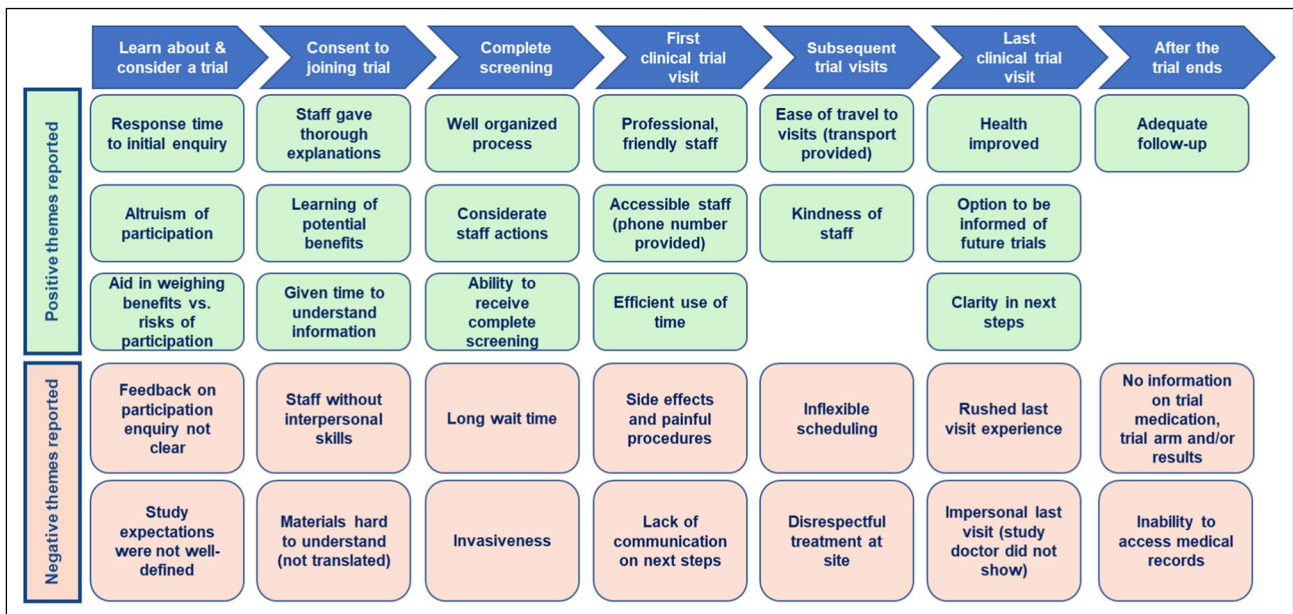 Learn about &
consider a trial
Consent to
joining trial
Complete
screening
First
clinical trial
visit
Subsequent
trial visits
Last
clinical trial
visit
After the
trial ends
Positive themes reported
Response time
to initial enquiry
Staff gave
thorough
explanations
Well organized
process
Professional,
friendly staff
Ease of travel to
visits (transport
provided)
Health
improved
Adequate
follow-up
Altruism of
participation
Learning of
potential
benefits
Considerate
staff actions
Accessible staff
(phone number
provided)
Kindness of
staff
Option to be
informed of
future trials
Aid in weighing
benefits vs.
risks of
participation
Given time to
understand
information
Ability to
receive
complete
screening
Efficient use of
time
Clarity in next
steps
Negative themes reported
Feedback on
participation
enquiry not
clear
Staff without
interpersonal
skills
Long wait time
Side effects
and painful
procedures
Inflexible
scheduling
Rushed last
visit experience
No information
on trial
medication,
trial arm and/or
results
Study
expectations
were not well-
defined
Materials hard
to understand
(not translated)
Invasiveness
Lack of
communication
on next steps
Disrespectful
treatment at
site
Impersonal last
visit (study
doctor did not
show)
Inability to
access medical
records